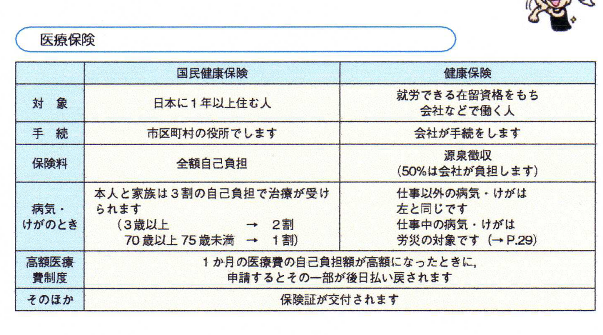 医療保険
国民健康保険
健康保険
対 象
日本に1年以上住む人
就労できる在留資格をもち
会社などで働く人
手 続
市区町村の役所でします
会社が手続をします
保険料
全額自己負担
源泉徴収
(50%は会社が負担します)
病気・
けがのとき
本人と家族は3割の自己負担で治療が受け
られます
(3歳以上 → 2割
70歳以上75歳未満 → 1割)
仕事以外の病気・けがは
左と同じです
仕事中の病気・けがは
労災の対象です(→P.29)
高額医療
費制度
1か月の医療費の自己負担額が高額になったときに,
申請するとその一部が後日払い戻されます
そのほか
保険証が交付されます